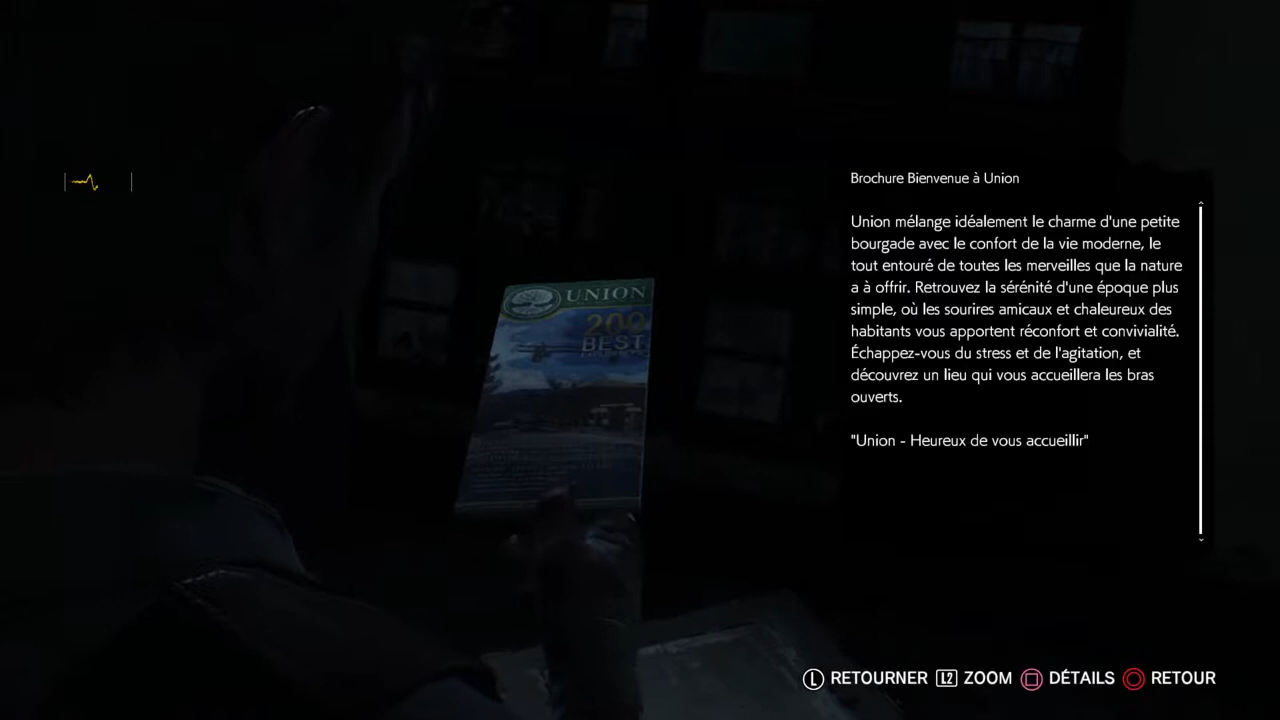 Brochure Bienvenue à Union
Union mélange idéalement le charme d'une petite
bourgade avec le confort de la vie moderne, le
tout entouré de toutes les merveilles que la nature
a à offrir. Retrouvez la sérénité d'une époque plus
simple, où les sourires amicaux et chaleureux des
habitants vous apportent réconfort et convivialité.
Échappez-vous du stress et de l'agitation, et
découvrez un lieu qui vous accueillera les bras
ouverts.
"Union - Heureux de vous accueillir"
UNION
200
BEST
L RETOURNER L2 ZOOM DÉTAILS RETOUR